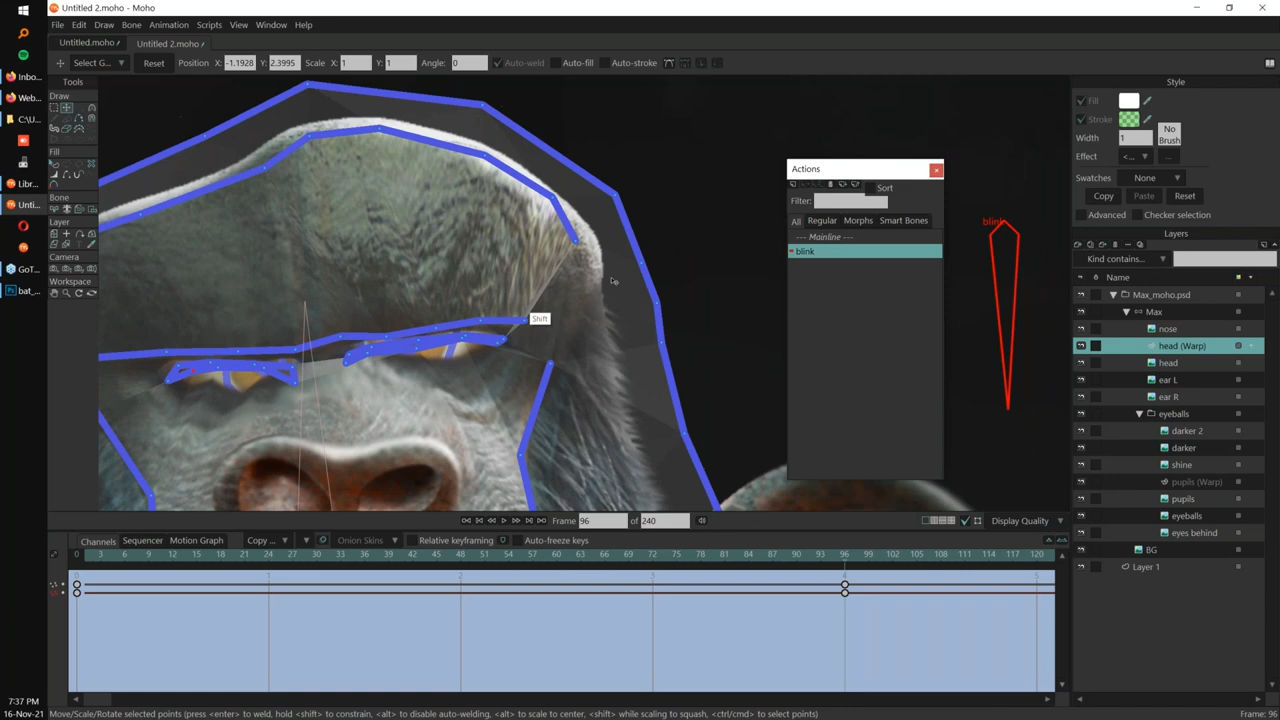 Untitled 2.moho - Moho
File Edit Draw Bone Animation Scripts View Window Help
Untitled.moho
Untitled 2.moho
Select G...
Reset
Position X: -1.1928 Y: 2.3995 Scale X: 1 Y: 1 Angle: 0
Auto-weld
Auto-fill
Auto-stroke
Inbo...
Web...
C:\U...
Libr...
Unti...
GoT...
bat_...
7:37 PM
16-Nov-21
Tools
Draw
Fill
Bone
Layer
Camera
Workspace
Shift
blink
Actions
Sort
Filter:
All Regular Morphs Smart Bones
--- Mainline ---
blink
Style
Fill
Stroke
Width 1
No
Brush
Effect <...
...
Swatches None
Copy Paste Reset
Advanced Checker selection
Layers
Kind contains...
Name
Max_moho.psd
Max
nose
head (Warp)
head
ear L
ear R
eyeballs
darker 2
darker
shine
pupils (Warp)
pupils
eyeballs
eyes behind
BG
Layer 1
Frame 96 of 240
Display Quality
Channels Sequencer Motion Graph Copy ... Onion Skins Relative keyframing Auto-freeze keys
0 3 6 9 12 15 18 21 24 27 30 33 36 39 42 45 48 51 54 57 60 63 66 69 72 75 78 81 84 87 90 93 96 99 102 105 108 111 114 117 120
0 1 2 3 4 5
Move/Scale/Rotate selected points (press <enter> to weld, hold <shift> to constrain, <alt> to disable auto-welding, <alt> to scale to center, <shift> while scaling to squash, <ctrl/cmd> to select points)
Frame: 96